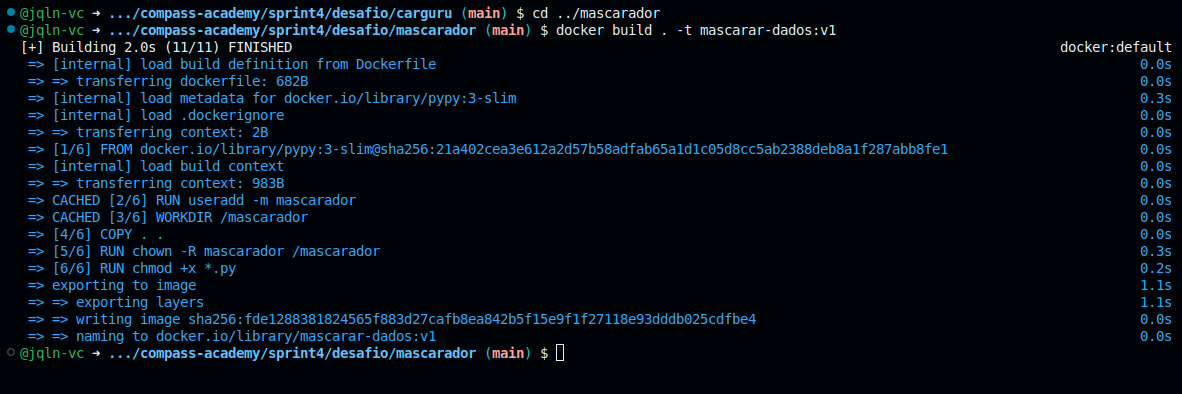 @jqln-vc ➜ .../compass-academy/sprint4/desafio/carguru (main) $ cd ../mascarador
@jqln-vc ➜ .../compass-academy/sprint4/desafio/mascarador (main) $ docker build . -t mascarar-dados:v1
[+] Building 2.0s (11/11) FINISHED docker:default
=> [internal] load build definition from Dockerfile 0.0s
=> => transferring dockerfile: 682B 0.0s
=> [internal] load metadata for docker.io/library/pypy:3-slim 0.3s
=> [internal] load .dockerignore 0.0s
=> => transferring context: 2B 0.0s
=> [1/6] FROM docker.io/library/pypy:3-slim@sha256:21a402cea3e612a2d57b58adfab65a1d1c05d8cc5ab2388deb8a1f287abb8fe1 0.0s
=> [internal] load build context 0.0s
=> => transferring context: 983B 0.0s
=> CACHED [2/6] RUN useradd -m mascarador 0.0s
=> CACHED [3/6] WORKDIR /mascarador 0.0s
=> [4/6] COPY . . 0.0s
=> [5/6] RUN chown -R mascarador /mascarador 0.3s
=> [6/6] RUN chmod +x *.py 0.2s
=> exporting to image 1.1s
=> => exporting layers 1.1s
=> => writing image sha256:fde1288381824565f883d27cafb8ea842b5f15e9f1f27118e93dddb025cdfbe4 0.0s
=> => naming to docker.io/library/mascarar-dados:v1 0.0s
@jqln-vc ➜ .../compass-academy/sprint4/desafio/mascarador (main) $